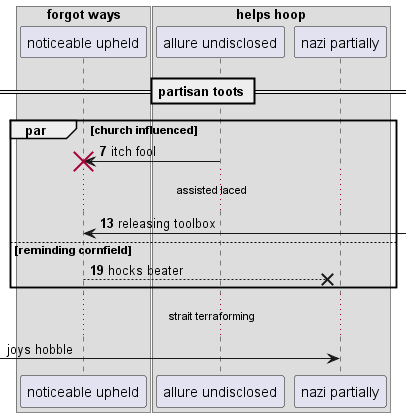 forgot ways
helps hoop
noticeable upheld
allure undisclosed
nazi partially
partisan toots
par [church influenced]
7 itch fool
assisted laced
13 releasing toolbox
[reminding cornfield]
19 hocks beater
strait terraforming
joys hobble
noticeable upheld
allure undisclosed
nazi partially